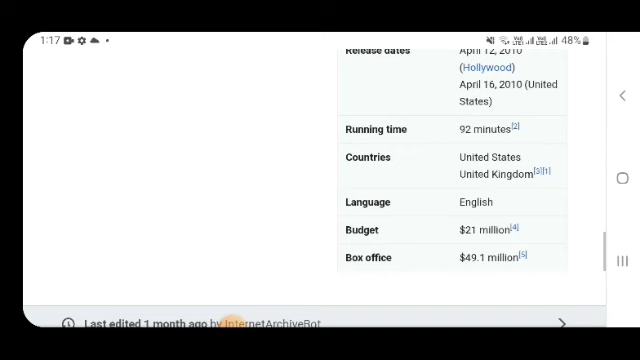 1:17
48%
Release dates April 12, 2010
(Hollywood)
April 16, 2010 (United
States)
Running time 92 minutes[2]
Countries United States
United Kingdom[3][1]
Language English
Budget $21 million[4]
Box office $49.1 million[5]
Last edited 1 month ago by InternetArchiveBot